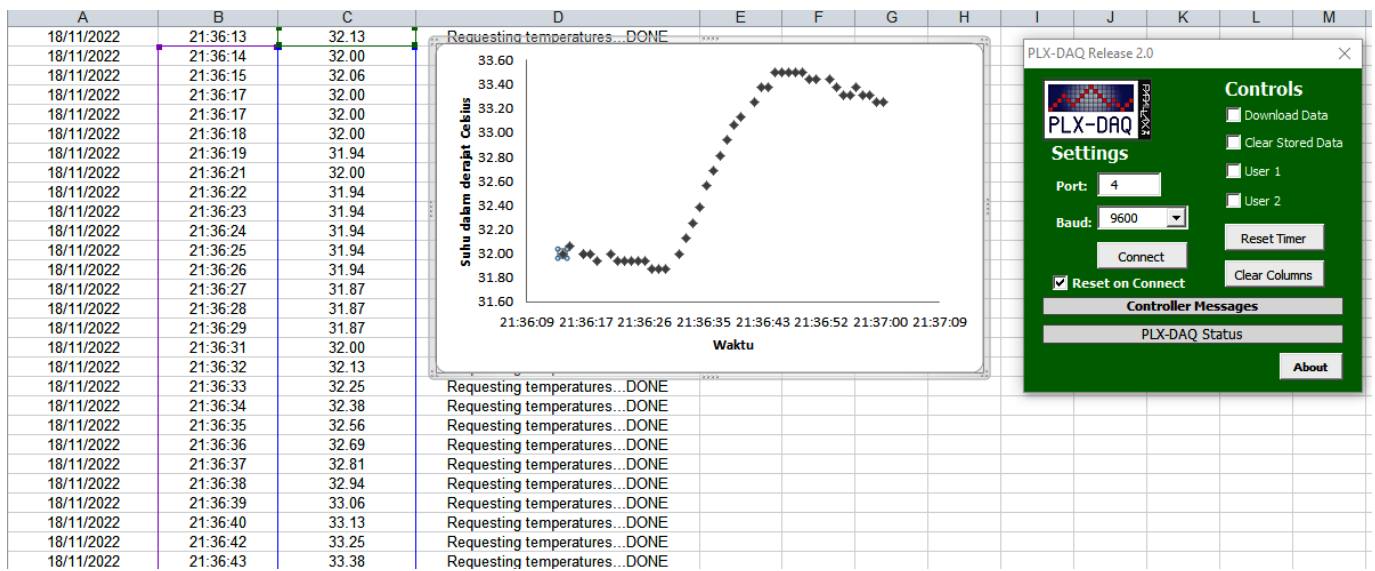 A B C D E F G H I J K L M
18/11/2022 21:36:13 32.13 Requesting temperatures...DONE
18/11/2022 21:36:14 32.00
18/11/2022 21:36:15 32.06
18/11/2022 21:36:17 32.00
18/11/2022 21:36:17 32.00
18/11/2022 21:36:18 32.00
18/11/2022 21:36:19 31.94
18/11/2022 21:36:21 32.00
18/11/2022 21:36:22 31.94
18/11/2022 21:36:23 31.94
18/11/2022 21:36:24 31.94
18/11/2022 21:36:25 31.94
18/11/2022 21:36:26 31.94
18/11/2022 21:36:27 31.87
18/11/2022 21:36:28 31.87
18/11/2022 21:36:29 31.87
18/11/2022 21:36:31 32.00
18/11/2022 21:36:32 32.13
18/11/2022 21:36:33 32.25 Requesting temperatures...DONE
18/11/2022 21:36:34 32.38 Requesting temperatures...DONE
18/11/2022 21:36:35 32.56 Requesting temperatures...DONE
18/11/2022 21:36:36 32.69 Requesting temperatures...DONE
18/11/2022 21:36:37 32.81 Requesting temperatures...DONE
18/11/2022 21:36:38 32.94 Requesting temperatures...DONE
18/11/2022 21:36:39 33.06 Requesting temperatures...DONE
18/11/2022 21:36:40 33.13 Requesting temperatures...DONE
18/11/2022 21:36:42 33.25 Requesting temperatures...DONE
18/11/2022 21:36:43 33.38 Requesting temperatures...DONE
Suhu dalam derajat Celsius
33.60
33.40
33.20
33.00
32.80
32.60
32.40
32.20
32.00
31.80
31.60
21:36:09 21:36:17 21:36:26 21:36:35 21:36:43 21:36:52 21:37:00 21:37:09
Waktu
PLX-DAQ Release 2.0
PLX-DAQ
PARALLAX
Controls
Download Data
Clear Stored Data
User 1
User 2
Settings
Port: 4
Baud: 9600
Reset Timer
Connect
Clear Columns
Reset on Connect
Controller Messages
PLX-DAQ Status
About